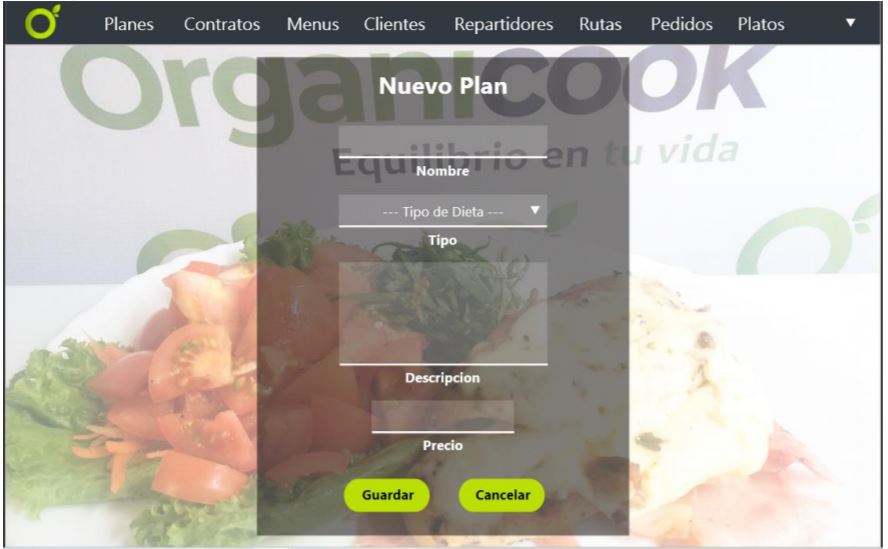 Planes Contratos Menus Clientes Repartidores Rutas Pedidos Platos
Organicook
Equilibrio en tu vida
Nuevo Plan
Nombre
--- Tipo de Dieta ---
Tipo
Descripcion
Precio
Guardar Cancelar